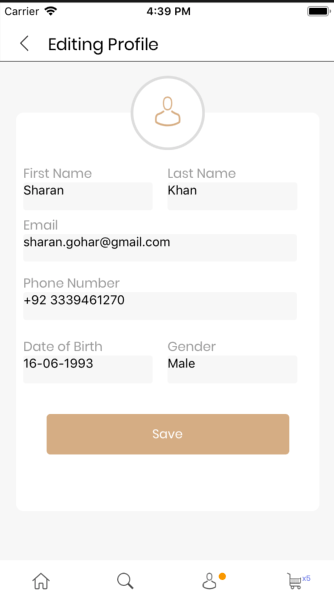 Carrier 4:39 PM
Editing Profile
First Name Last Name
Sharan Khan
Email
sharan.gohar@gmail.com
Phone Number
+92 3339461270
Date of Birth Gender
16-06-1993 Male
Save
x5